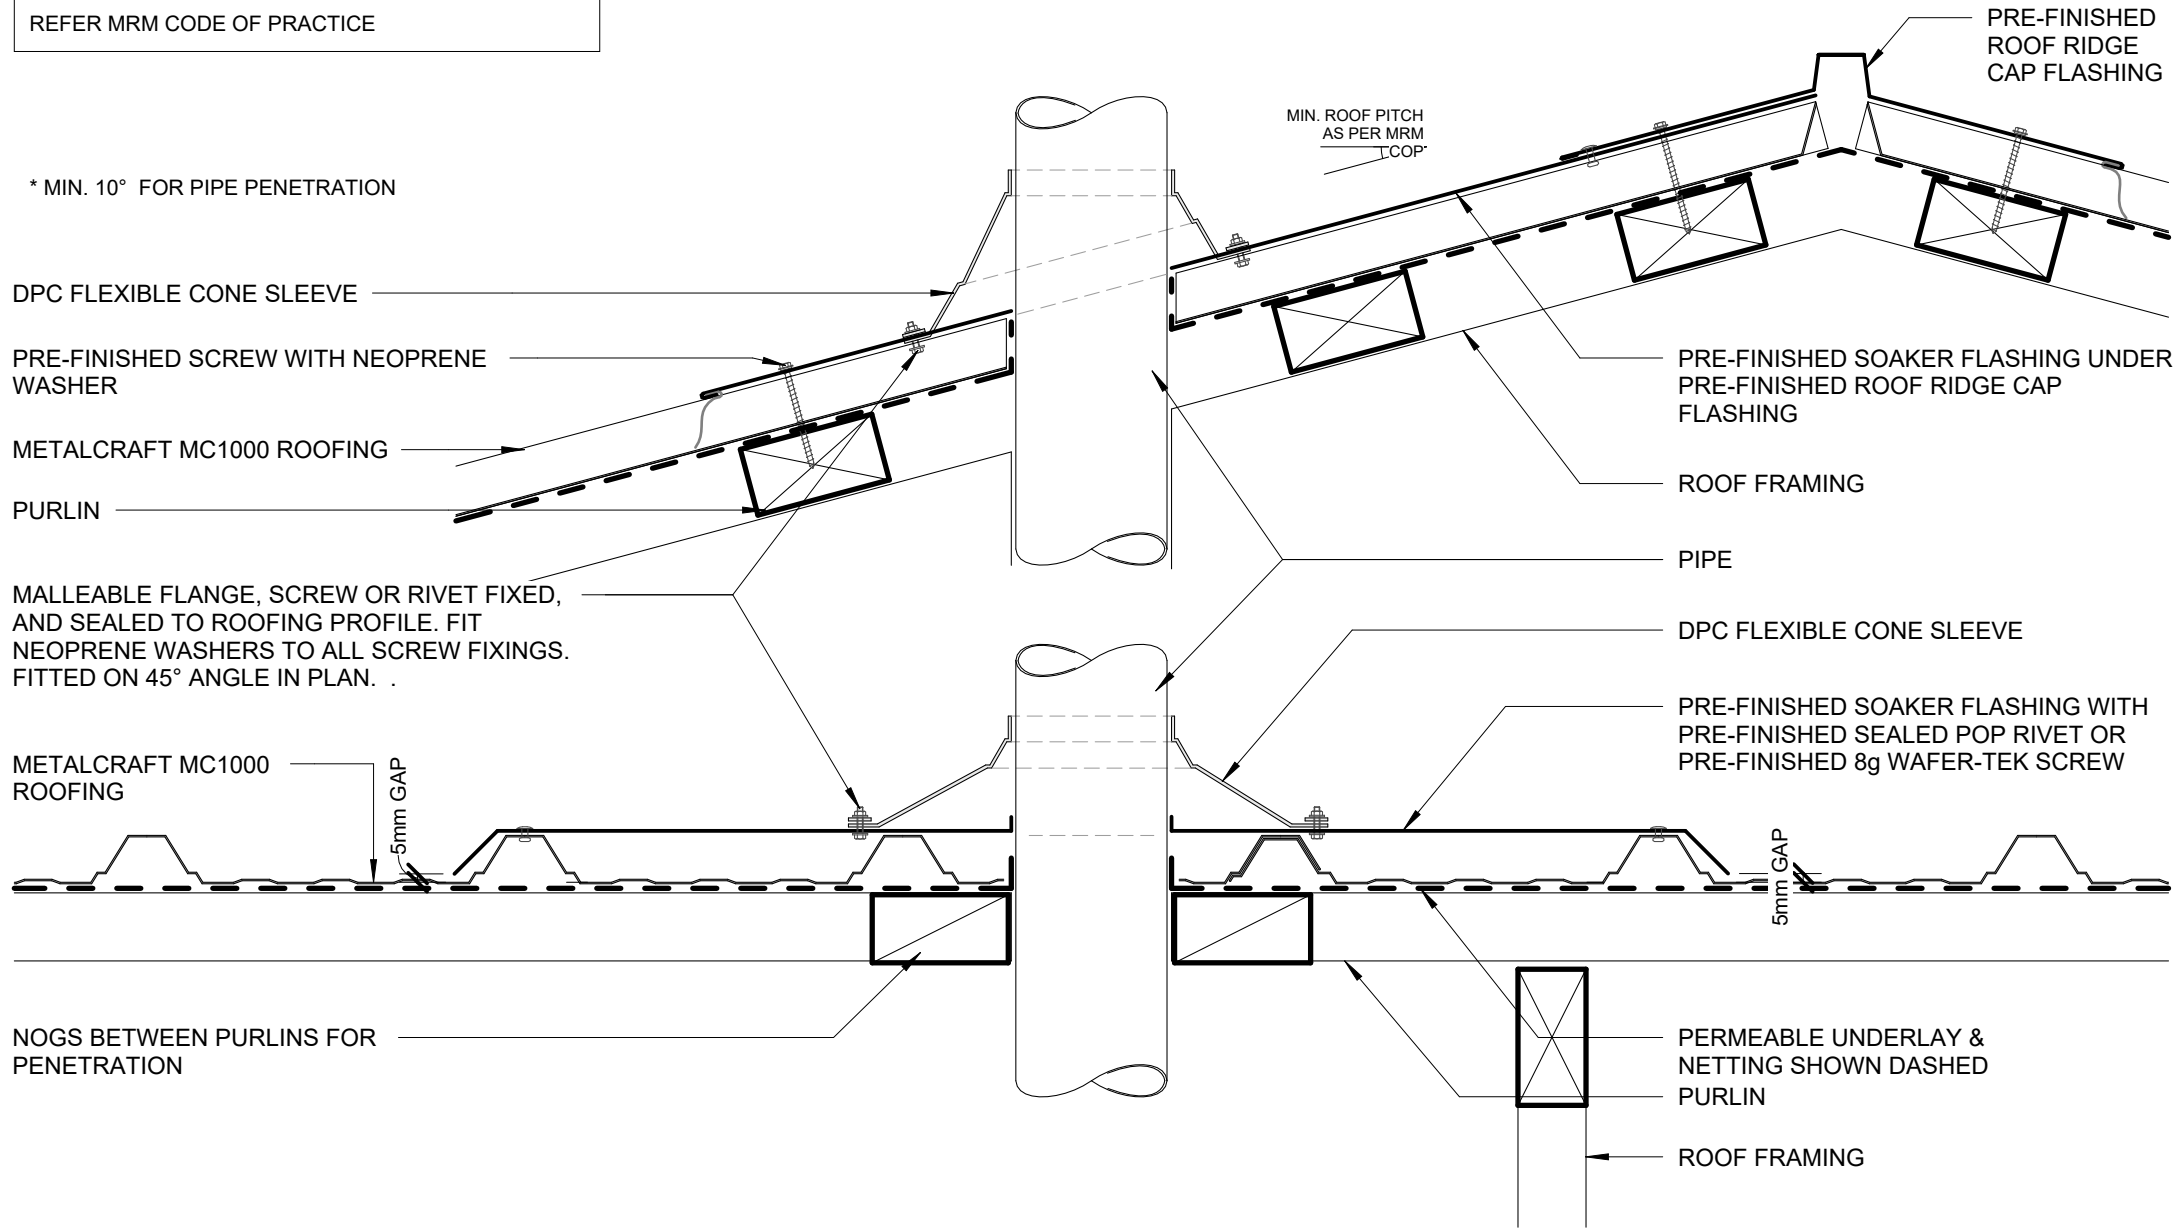 REFER MRM CODE OF PRACTICE
PRE-FINISHED
ROOF RIDGE
CAP FLASHING
MIN. ROOF PITCH
AS PER MRM
COP
* MIN. 10° FOR PIPE PENETRATION
DPC FLEXIBLE CONE SLEEVE
PRE-FINISHED SCREW WITH NEOPRENE
WASHER
METALCRAFT MC1000 ROOFING
PURLIN
MALLEABLE FLANGE, SCREW OR RIVET FIXED,
AND SEALED TO ROOFING PROFILE. FIT
NEOPRENE WASHERS TO ALL SCREW FIXINGS.
FITTED ON 45° ANGLE IN PLAN. .
METALCRAFT MC1000
ROOFING
5mm GAP
NOGS BETWEEN PURLINS FOR
PENETRATION
PRE-FINISHED SOAKER FLASHING UNDER
PRE-FINISHED ROOF RIDGE CAP
FLASHING
ROOF FRAMING
PIPE
DPC FLEXIBLE CONE SLEEVE
PRE-FINISHED SOAKER FLASHING WITH
PRE-FINISHED SEALED POP RIVET OR
PRE-FINISHED 8g WAFER-TEK SCREW
5mm GAP
PERMEABLE UNDERLAY &
NETTING SHOWN DASHED
PURLIN
ROOF FRAMING